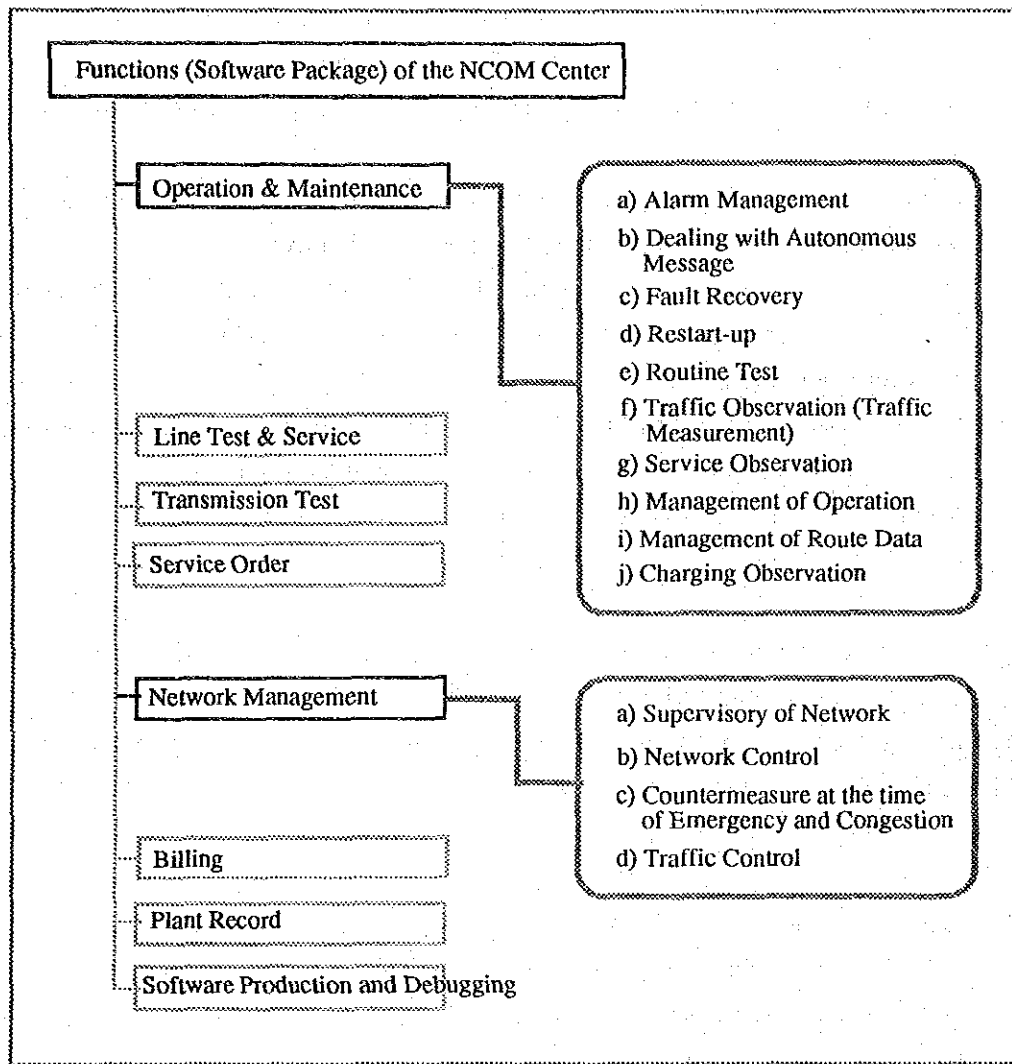 Functions (Software Package) of the NCOM Center
Operation & Maintenance
a) Alarm Management
b) Dealing with Autonomous
Message
c) Fault Recovery
d) Restart-up
e) Routine Test
f) Traffic Observation (Traffic
Measurement)
g) Service Observation
h) Management of Operation
i) Management of Route Data
j) Charging Observation
Line Test & Service
Transmission Test
Service Order
Network Management
a) Supervisory of Network
b) Network Control
c) Countermeasure at the time
of Emergency and Congestion
d) Traffic Control
Billing
Plant Record
Software Production and Debugging